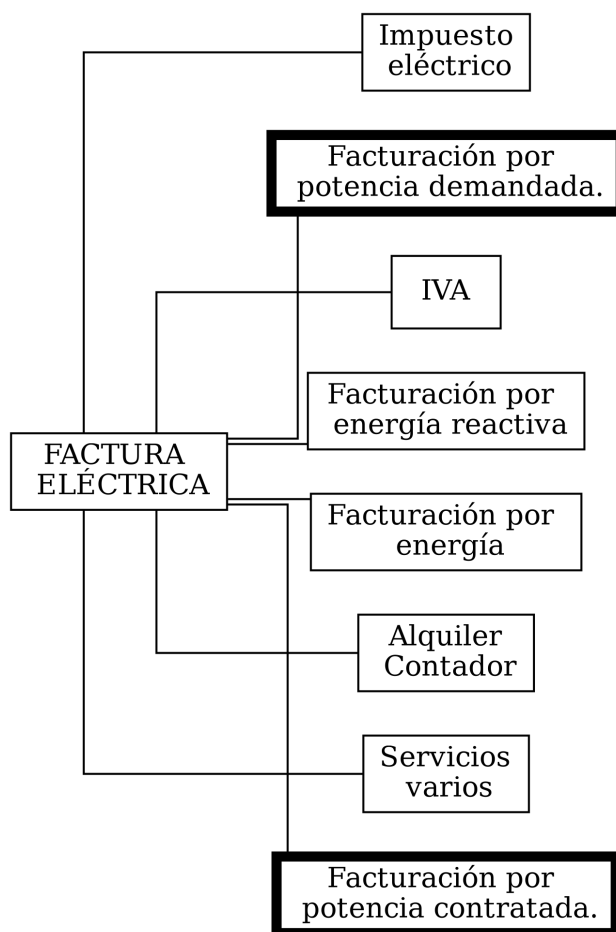 Impuesto
eléctrico
Facturación por
potencia demandada.
IVA
Facturación por
energía reactiva
FACTURA
ELÉCTRICA
Facturación por
energía
Alquiler
Contador
Servicios
varios
Facturación por
potencia contratada.